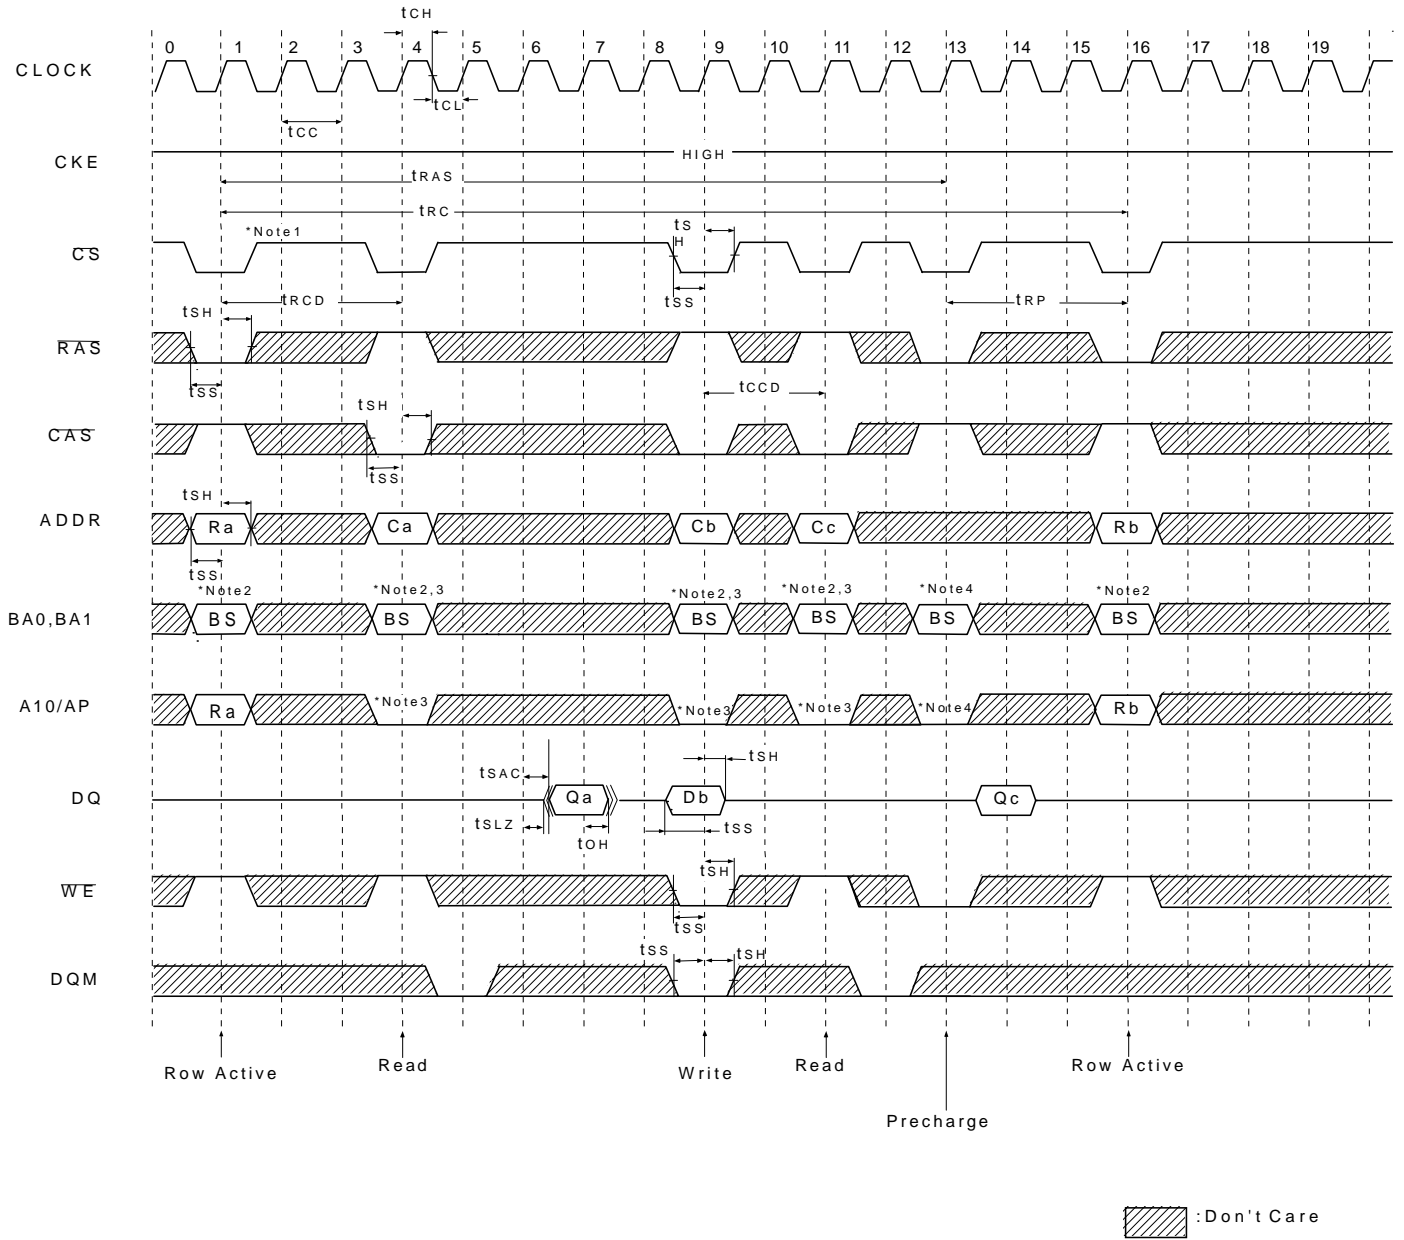 tCH
0 1 2 3 4 5 6 7 8 9 10 11 12 13 14 15 16 17 18 19
CLOCK
tCL
tCC
CKE
HIGH
tRAS
tRC
*Note1
tSH
CS
tSS
tRCD
tRP
tSH
RAS
tSS
tCCD
tSH
CAS
tSS
tSH
ADDR
Ra Ca Cb Cc Rb
tSS
*Note2 *Note2,3 *Note2,3 *Note2,3 *Note4 *Note2
BA0,BA1
BS BS BS BS BS BS
A10/AP
Ra *Note3 *Note3 *Note3 *Note4 Rb
tSH
tSAC
DQ
Qa Db Qc
tSLZ
tSS
tOH
tSH
WE
tSS
tSS tSH
DQM
Row Active Read Write Read Row Active
Precharge
:Don't Care